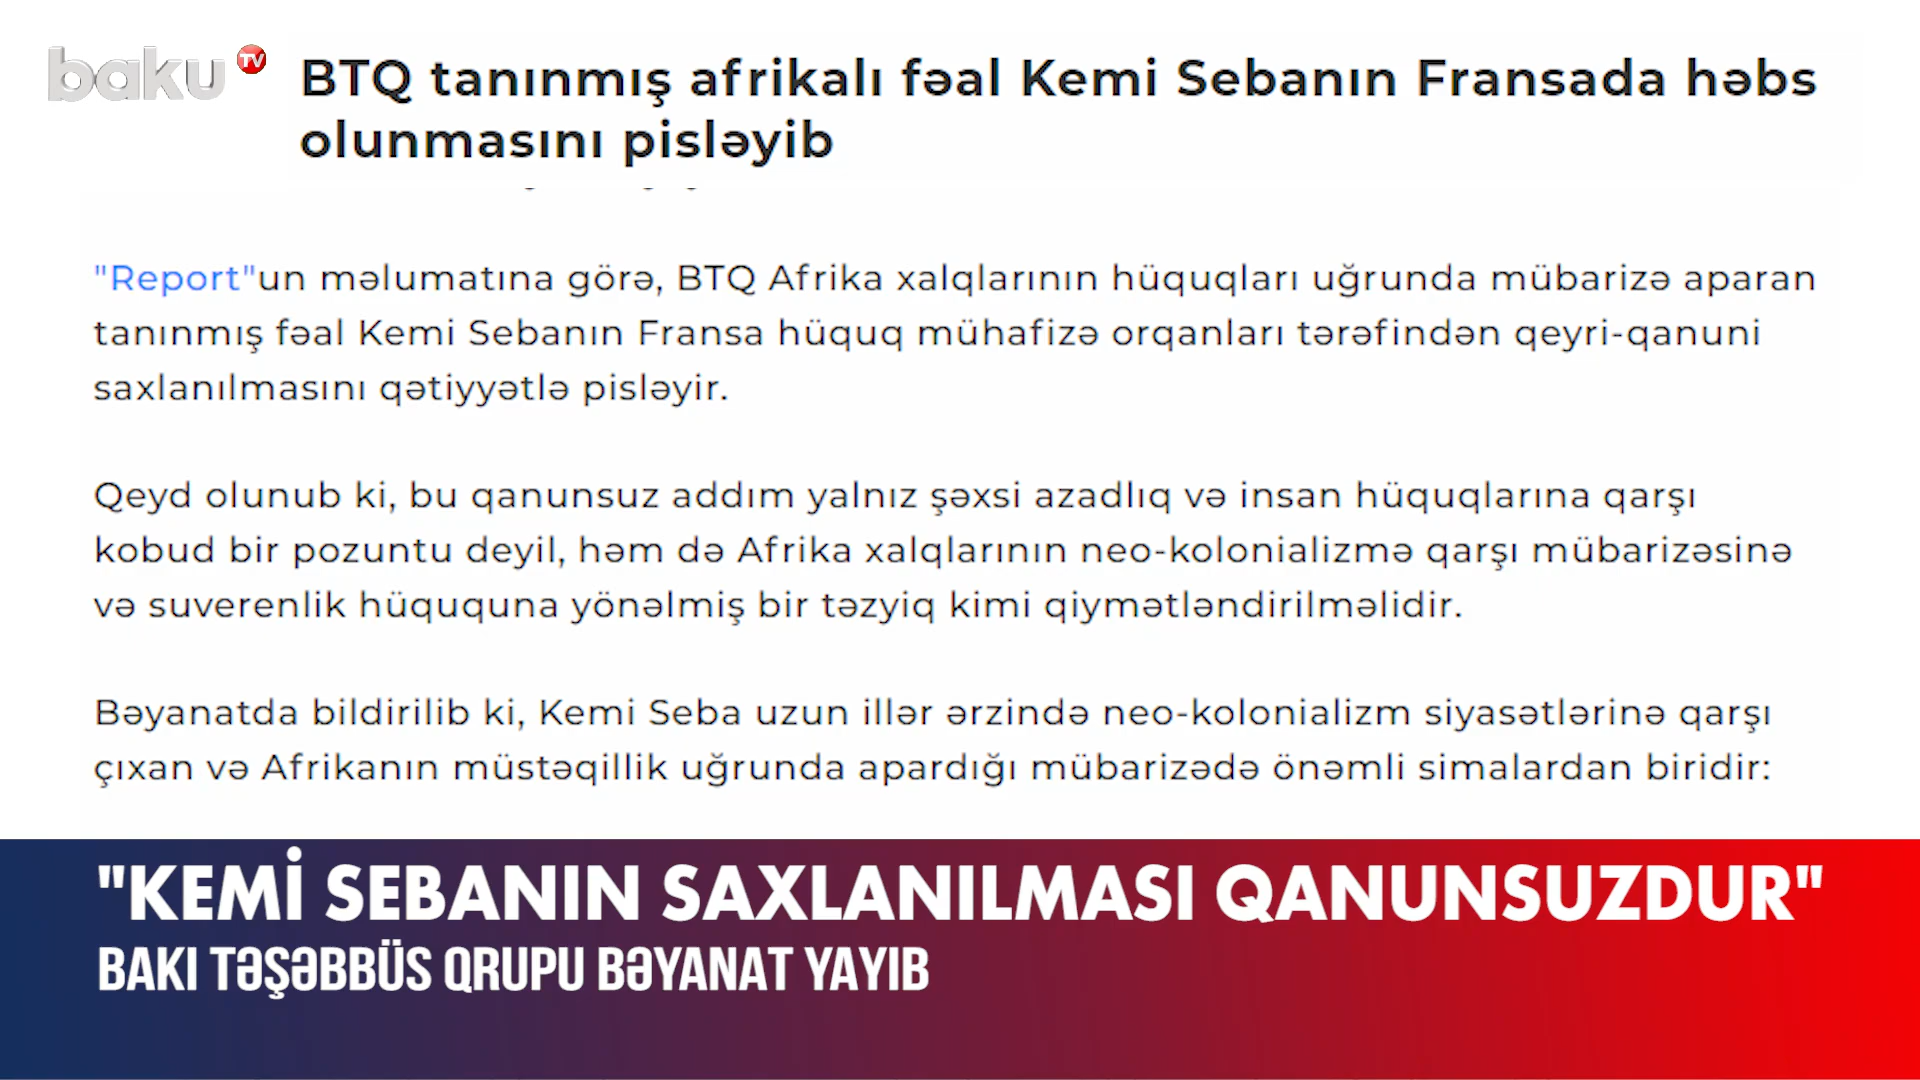 baku TV
BTQ tanınmış afrikalı fəal Kemi Sebanın Fransada həbs
olunmasını pisləyib
"Report"un məlumatına görə, BTQ Afrika xalqlarının hüquqları uğrunda mübarizə aparan
tanınmış fəal Kemi Sebanın Fransa hüquq mühafizə orqanları tərəfindən qeyri-qanuni
saxlanılmasını qətiyyətlə pisləyir.
Qeyd olunub ki, bu qanunsuz addım yalnız şəxsi azadlıq və insan hüquqlarına qarşı
kobud bir pozuntu deyil, həm də Afrika xalqlarının neo-kolonializmə qarşı mübarizəsinə
və suverenlik hüququna yönəlmiş bir təzyiq kimi qiymətləndirilməlidir.
Bəyanatda bildirilib ki, Kemi Seba uzun illər ərzində neo-kolonializm siyasətlərinə qarşı
çıxan və Afrikanın müstəqillik uğrunda apardığı mübarizədə önəmli simalardan biridir:
"KEMİ SEBANIN SAXLANILMASI QANUNSUZDUR"
BAKI TƏŞƏBBÜS QRUPU BƏYANAT YAYIB